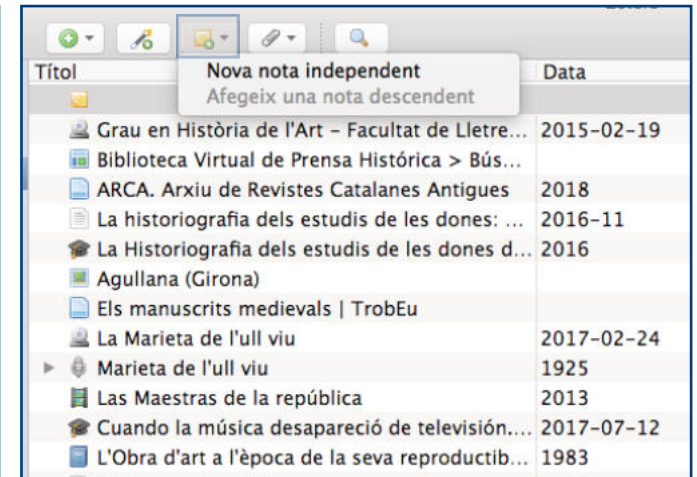 Nova nota independent
Afegeix una nota descendent
Títol Data
Grau en Història de l'Art – Facultat de Lletre... 2015-02-19
Biblioteca Virtual de Prensa Histórica > Bús...
ARCA. Arxiu de Revistes Catalanes Antigues 2018
La historiografia dels estudis de les dones: ... 2016-11
La Historiografia dels estudis de les dones d... 2016
Agullana (Girona)
Els manuscrits medievals | TrobEu
La Marieta de l'ull viu 2017-02-24
Marieta de l'ull viu 1925
Las Maestras de la república 2013
Cuando la música desapareció de televisión.... 2017-07-12
L'Obra d'art a l'època de la seva reproductib... 1983